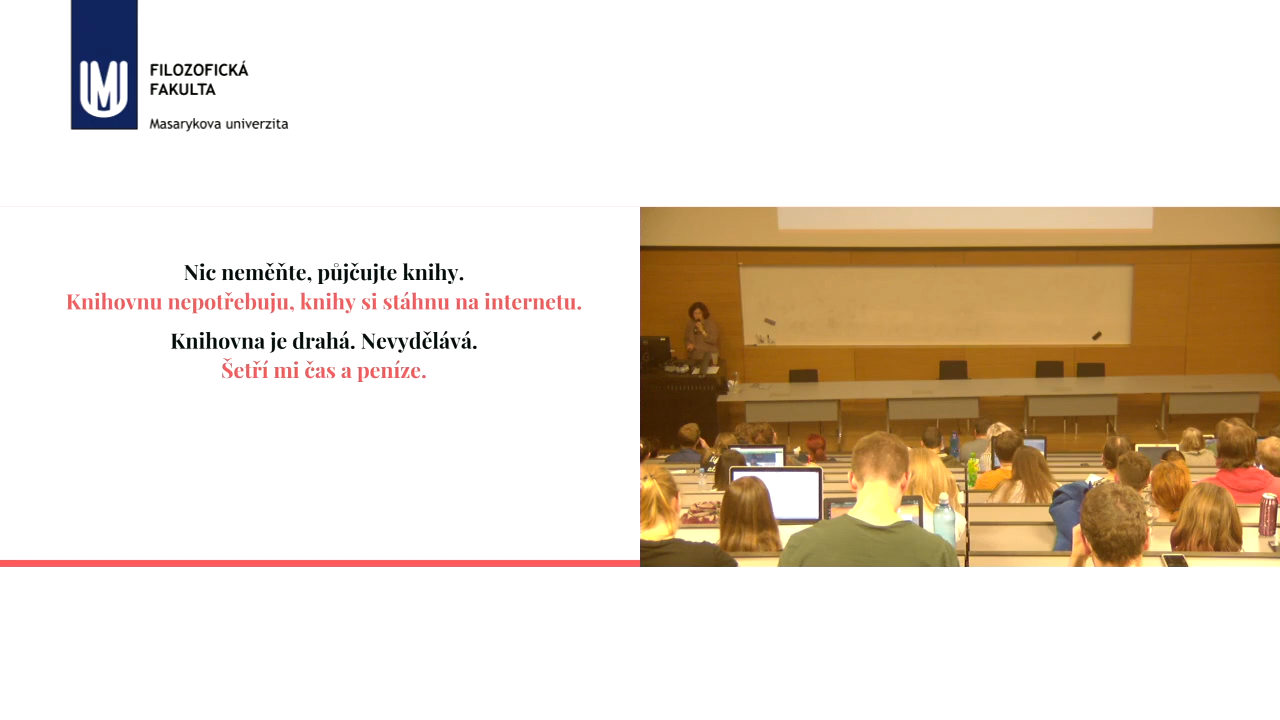 FILOZOFICKÁ
FAKULTA
Masarykova univerzita
Nic neměňte, půjčujte knihy.
Knihovnu nepotřebuju, knihy si stáhnu na internetu.
Knihovna je drahá. Nevydělává.
Šetří mi čas a peníze.